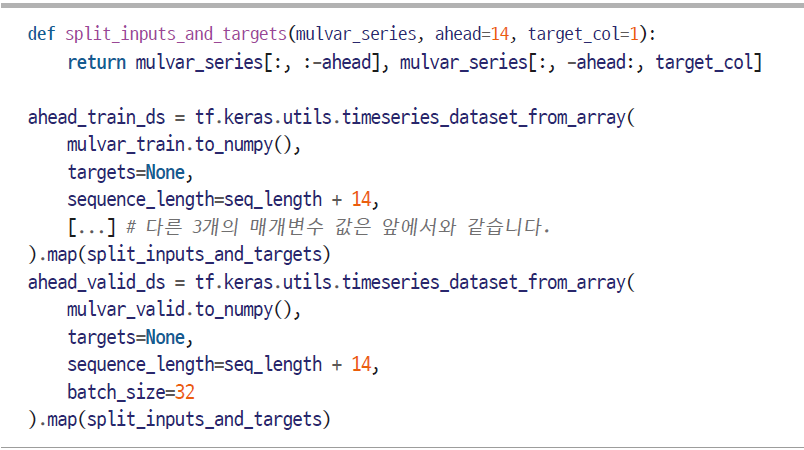 def split_inputs_and_targets(mulvar_series, ahead=14, target_col=1):
    return mulvar_series[:, :-ahead], mulvar_series[:, -ahead:, target_col]

ahead_train_ds = tf.keras.utils.timeseries_dataset_from_array(
    mulvar_train.to_numpy(),
    targets=None,
    sequence_length=seq_length + 14,
    [...] # 다른 3개의 매개변수 값은 앞에서와 같습니다.
).map(split_inputs_and_targets)
ahead_valid_ds = tf.keras.utils.timeseries_dataset_from_array(
    mulvar_valid.to_numpy(),
    targets=None,
    sequence_length=seq_length + 14,
    batch_size=32
).map(split_inputs_and_targets)